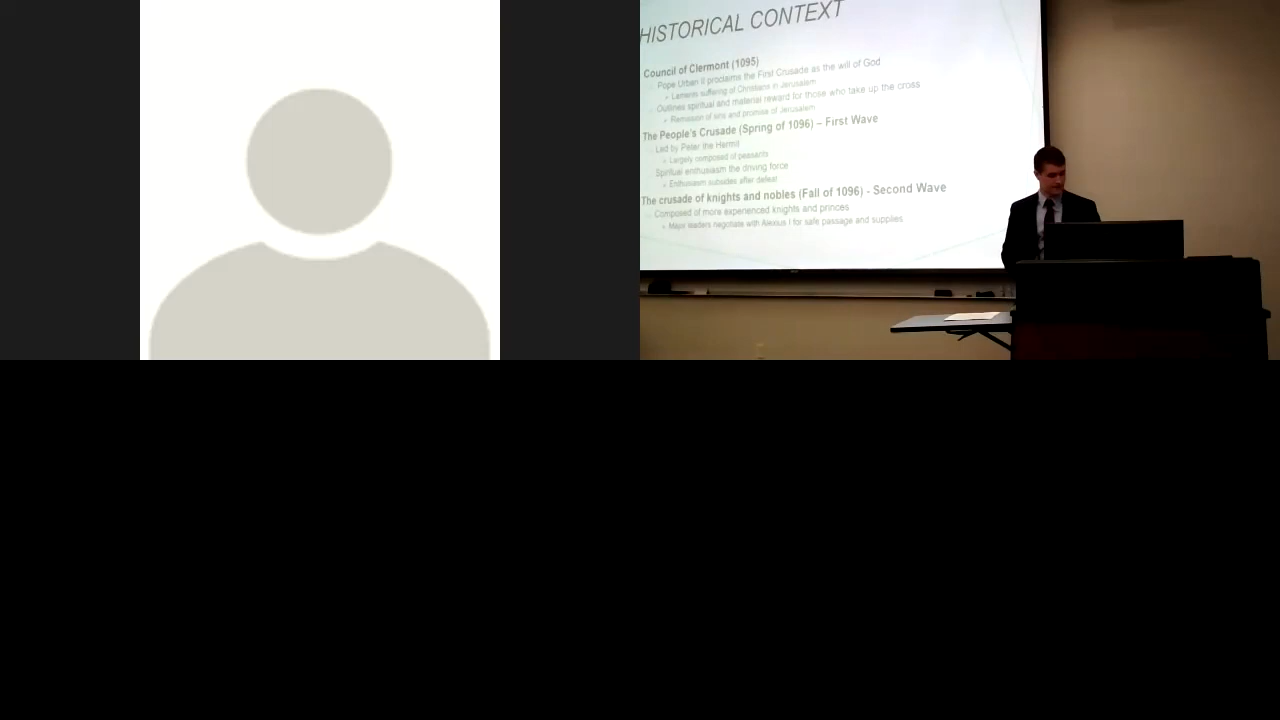 HISTORICAL CONTEXT
Council of Clermont (1095)
Pope Urban II proclaims the First Crusade as the will of God
Laments suffering of Christians in Jerusalem
Outlines spiritual and material reward for those who take up the cross
Remission of sins and promise of Jerusalem
The People's Crusade (Spring of 1096) – First Wave
Led by Peter the Hermit
Largely composed of peasants
Spiritual enthusiasm the driving force
Enthusiasm subsides after defeat
The crusade of knights and nobles (Fall of 1096) - Second Wave
Composed of more experienced knights and princes
Major leaders negotiate with Alexius I for safe passage and supplies